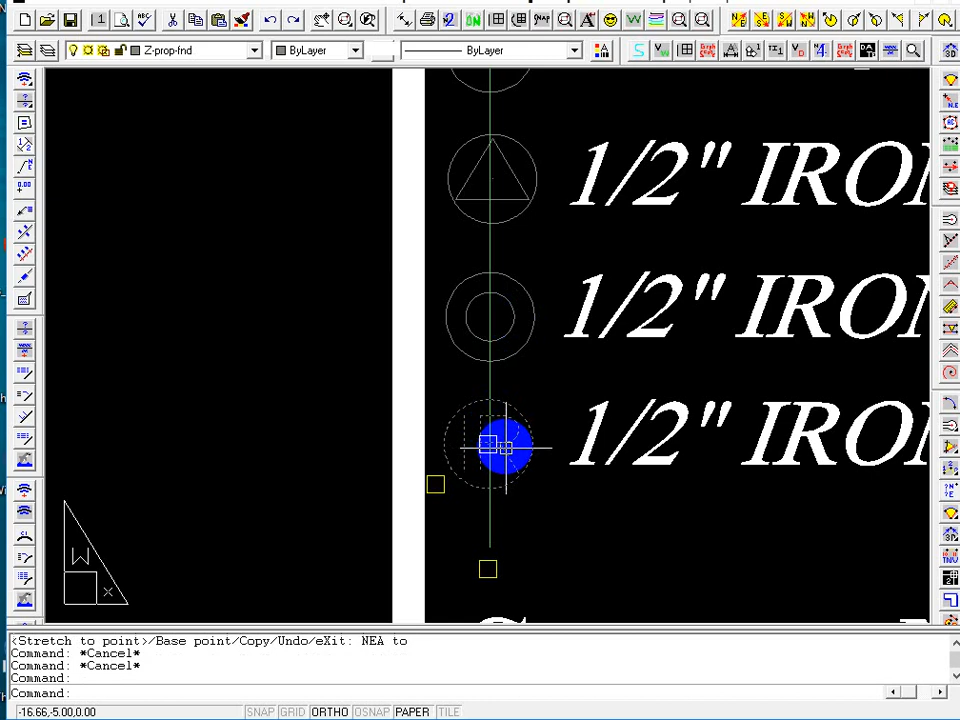 Z-prop-fnd
ByLayer
ByLayer
1/2" IRON
1/2" IRON
1/2" IRON
W
X
<Stretch to point>/Base point/Copy/Undo/eXit: NEA to
Command: *Cancel*
Command: *Cancel*
Command:
Command:
-16.66,-5.00,0.00
SNAP GRID ORTHO OSNAP PAPER TILE